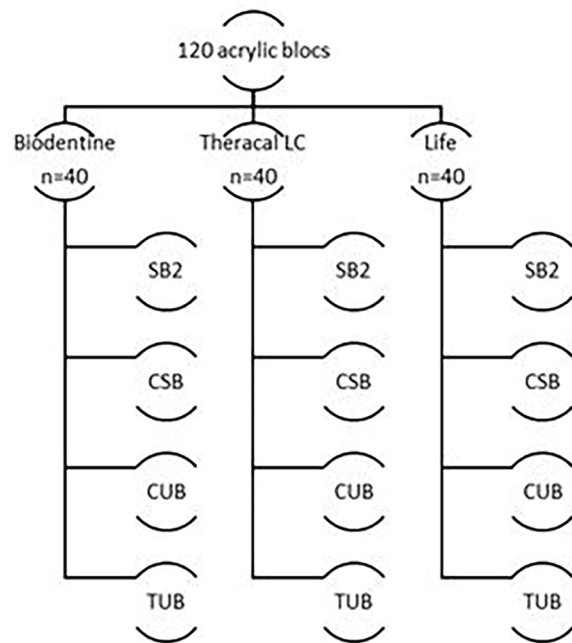 120 acrylic blocs
Biodentine
n=40
Theracal LC
n=40
Life
n=40
SB2
SB2
SB2
CSB
CSB
CSB
CUB
CUB
CUB
TUB
TUB
TUB